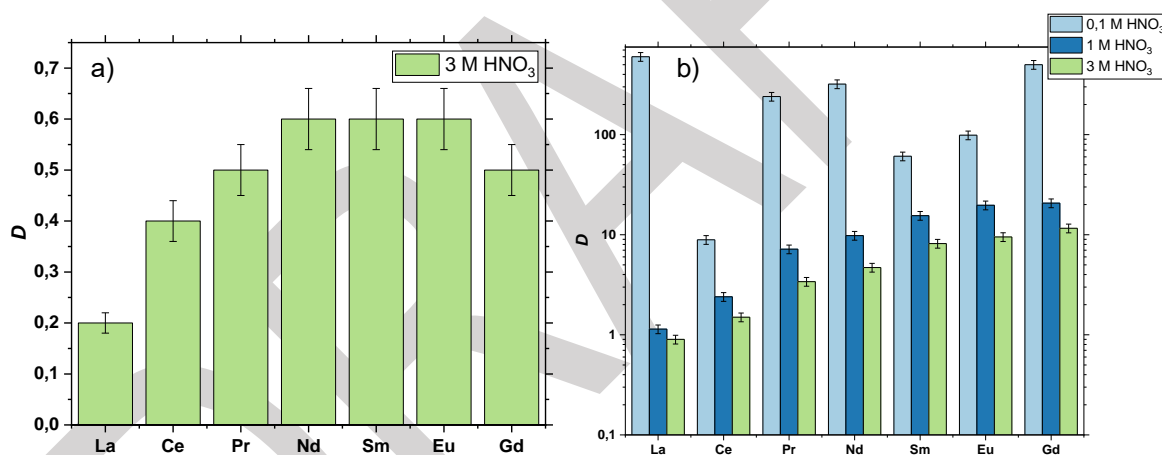 a)
3 M HNO₃
0,7
0,6
0,5
0,4
0,3
0,2
0,1
0,0
D
La Ce Pr Nd Sm Eu Gd
b)
0,1 M HNO₃
1 M HNO₃
3 M HNO₃
100
10
1
0,1
D
La Ce Pr Nd Sm Eu Gd